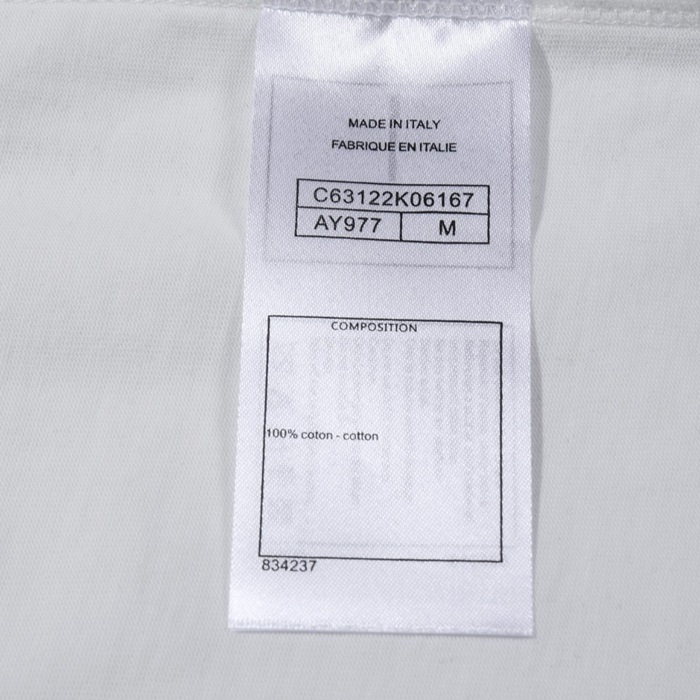 MADE IN ITALY
FABRIQUE EN ITALIE
C63122K06167
AY977 M
COMPOSITION
100% coton - cotton
834237